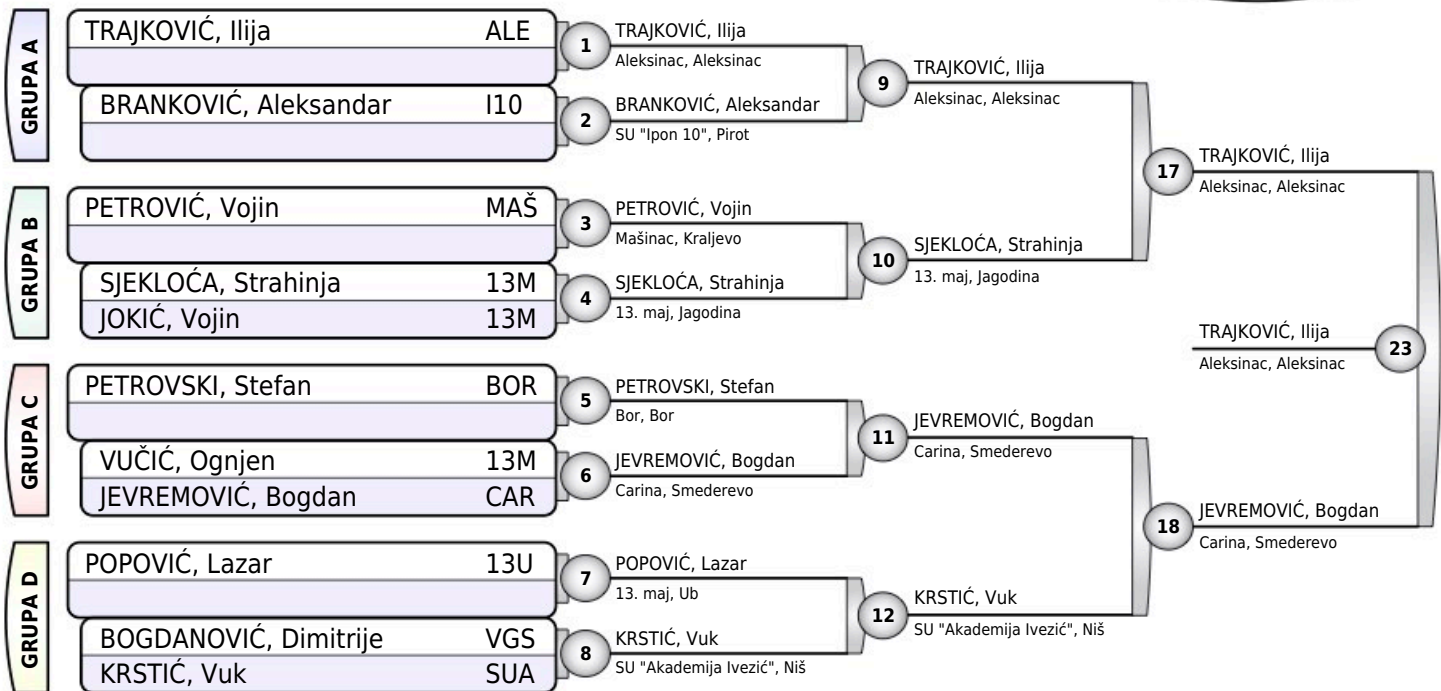 GRUPA A
TRAJKOVIĆ, Ilija ALE
BRANKOVIĆ, Aleksandar I10
GRUPA B
PETROVIĆ, Vojin MAŠ
SJEKLOĆA, Strahinja 13M
JOKIĆ, Vojin 13M
GRUPA C
PETROVSKI, Stefan BOR
VUČIĆ, Ognjen 13M
JEVREMOVIĆ, Bogdan CAR
GRUPA D
POPOVIĆ, Lazar 13U
BOGDANOVIĆ, Dimitrije VGS
KRSTIĆ, Vuk SUA
1
TRAJKOVIĆ, Ilija
Aleksinac, Aleksinac
2
BRANKOVIĆ, Aleksandar
SU "Ipon 10", Pirot
3
PETROVIĆ, Vojin
Mašinac, Kraljevo
4
SJEKLOĆA, Strahinja
13. maj, Jagodina
5
PETROVSKI, Stefan
Bor, Bor
6
JEVREMOVIĆ, Bogdan
Carina, Smederevo
7
POPOVIĆ, Lazar
13. maj, Ub
8
KRSTIĆ, Vuk
SU "Akademija Ivezić", Niš
9
TRAJKOVIĆ, Ilija
Aleksinac, Aleksinac
10
SJEKLOĆA, Strahinja
13. maj, Jagodina
11
JEVREMOVIĆ, Bogdan
Carina, Smederevo
12
KRSTIĆ, Vuk
SU "Akademija Ivezić", Niš
17
TRAJKOVIĆ, Ilija
Aleksinac, Aleksinac
18
JEVREMOVIĆ, Bogdan
Carina, Smederevo
TRAJKOVIĆ, Ilija
Aleksinac, Aleksinac
23